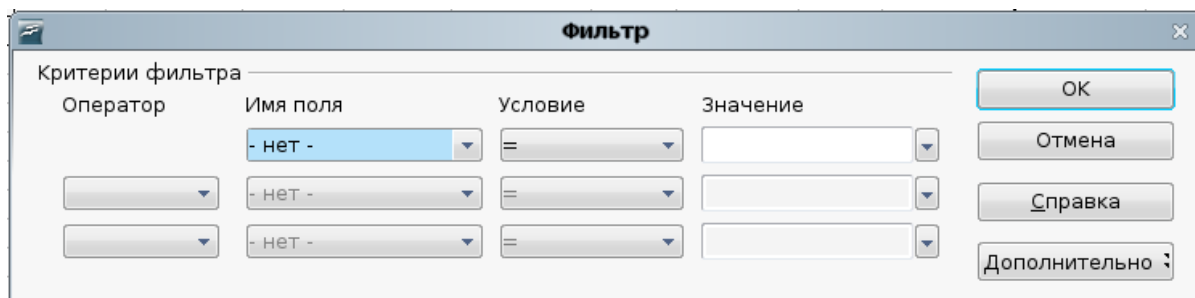 Фильтр
Критерии фильтра
Оператор Имя поля Условие Значение
- нет - =
- нет - =
- нет - =
OK
Отмена
Справка
Дополнительно